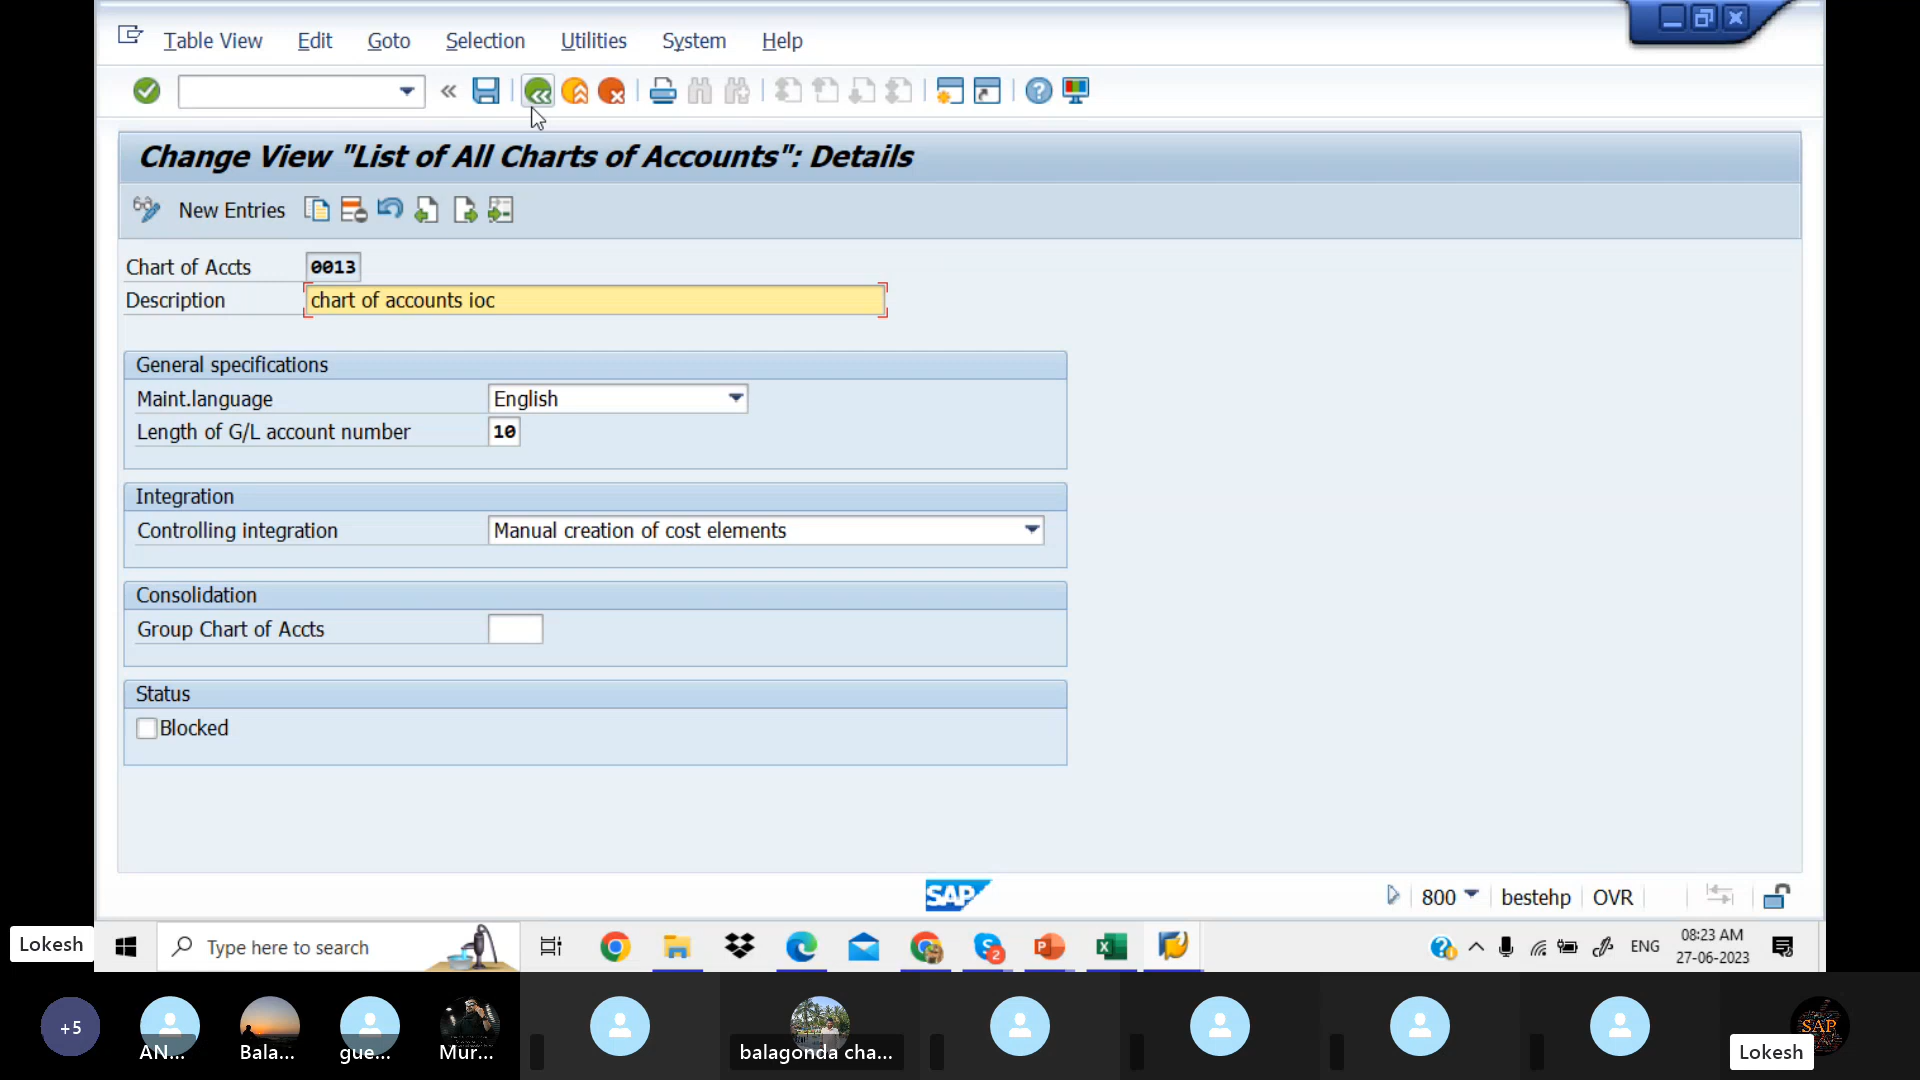 Table View Edit Goto Selection Utilities System Help
Change View "List of All Charts of Accounts": Details
New Entries
Chart of Accts 0013
Description chart of accounts ioc
General specifications
Maint.language English
Length of G/L account number 10
Integration
Controlling integration Manual creation of cost elements
Consolidation
Group Chart of Accts
Status
Blocked
SAP 800 bestehp OVR
Lokesh Type here to search 2 ENG 08:23 AM
27-06-2023
+5 AN... Bala... gue... Mur... balagonda cha... SAP Lokesh